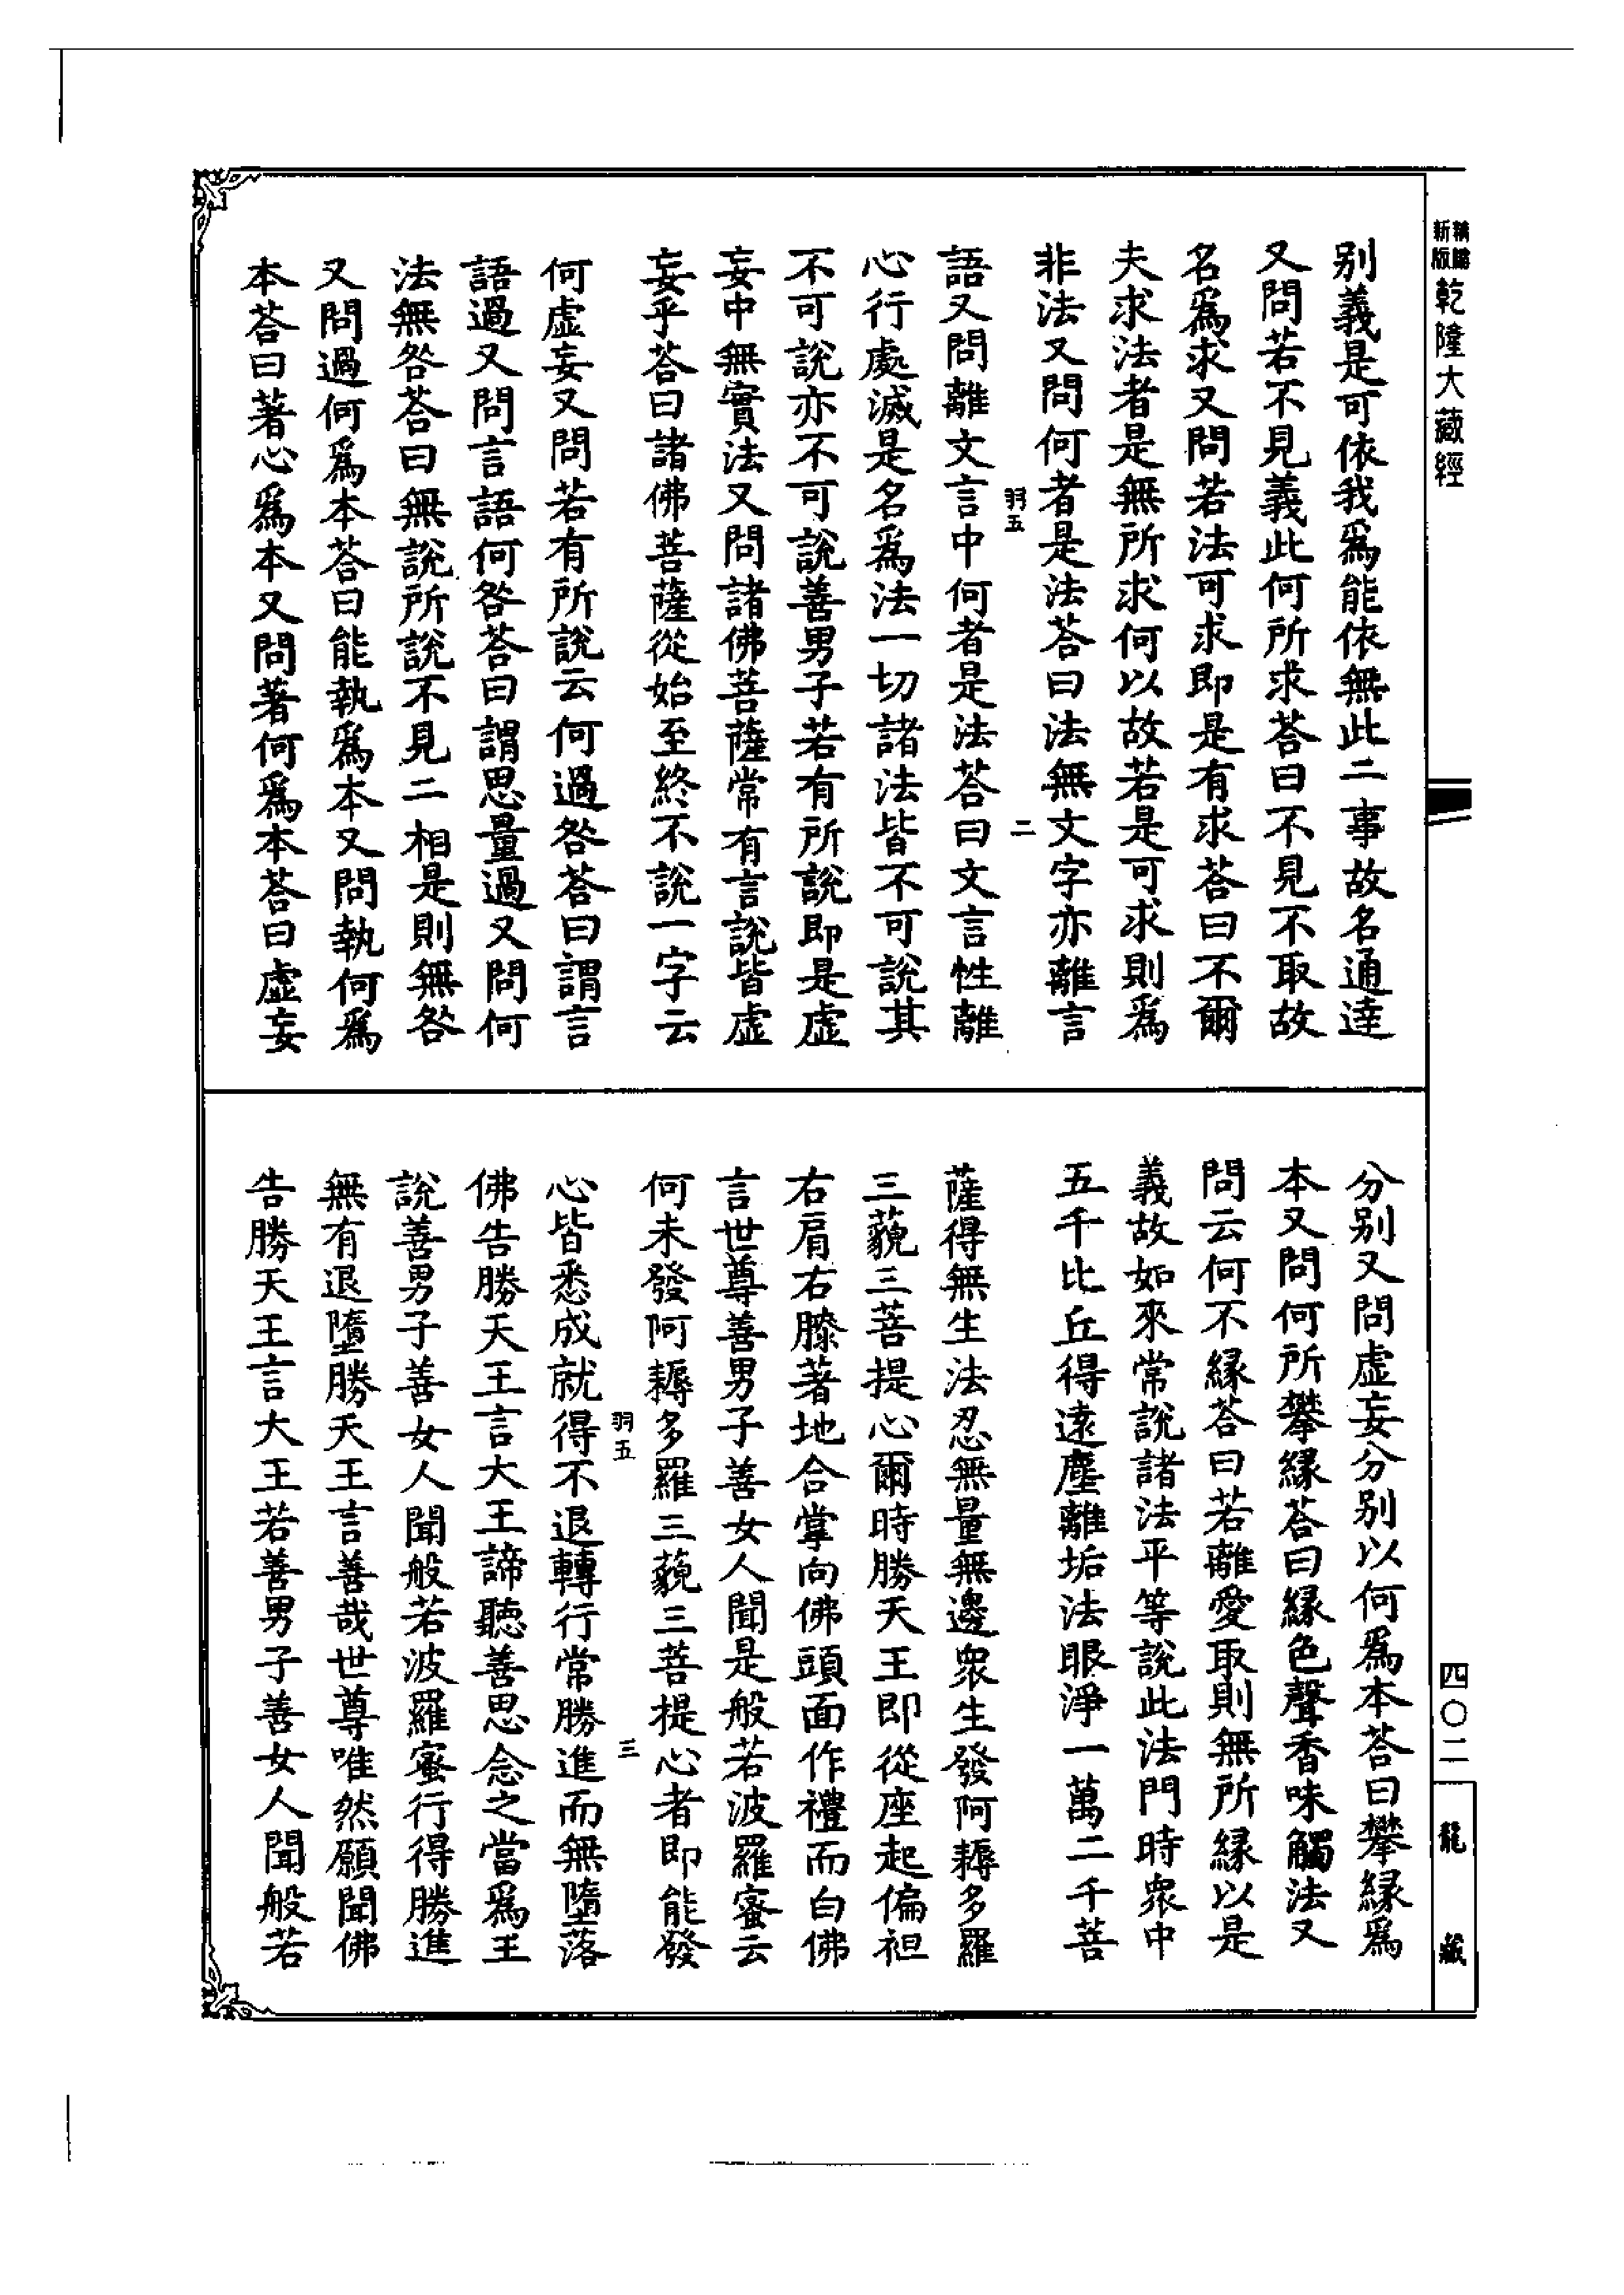 新版
精縮
乾隆大藏經
别義是可依我爲能依無此二事故名通達
又問若不見義此何所求荅曰不見不取故
名爲求又問若法可求即是有求荅曰不爾
夫求法者是無所求何以故若是可求則爲
非法又問何者是法荅曰法無文字亦離言
羽五
二
語又問離文言中何者是法荅曰文言性離
心行處滅是名爲法一切諸法皆不可說其
不可說亦不可說善男子若有所說即是虛
妄中無實法又問諸佛菩薩常有言說皆虛
妄乎荅曰諸佛菩薩從始至終不說一字云
何虛妄又問若有所說云何過咎荅曰謂言
語過又問言語何咎荅曰謂思量過又問何
法無咎荅曰無說所說不見二相是則無咎
又問過何爲本荅曰能執爲本又問執何爲
本荅曰著心爲本又問著何爲本荅曰虛妄
分别又問虛妄分别以何爲本荅曰攀緣爲
本又問何所攀緣荅曰緣色聲香味觸法又
問云何不緣荅曰若離愛取則無所緣以是
義故如來常說諸法平等說此法門時衆中
五千比丘得遠塵離垢法眼淨一萬二千菩
薩得無生法忍無量無邊衆生發阿耨多羅
三藐三菩提心爾時勝天王即從座起偏袒
右肩右膝著地合掌向佛頭面作禮而白佛
言世尊善男子善女人聞是般若波羅蜜云
何未發阿耨多羅三藐三菩提心者即能發
羽五
三
心皆悉成就得不退轉行常勝進而無墮落
佛告勝天王言大王諦聽善思念之當爲王
說善男子善女人聞般若波羅蜜行得勝進
無有退墮勝天王言善哉世尊唯然願聞佛
告勝天王言大王若善男子善女人聞般若
四〇二
龍藏